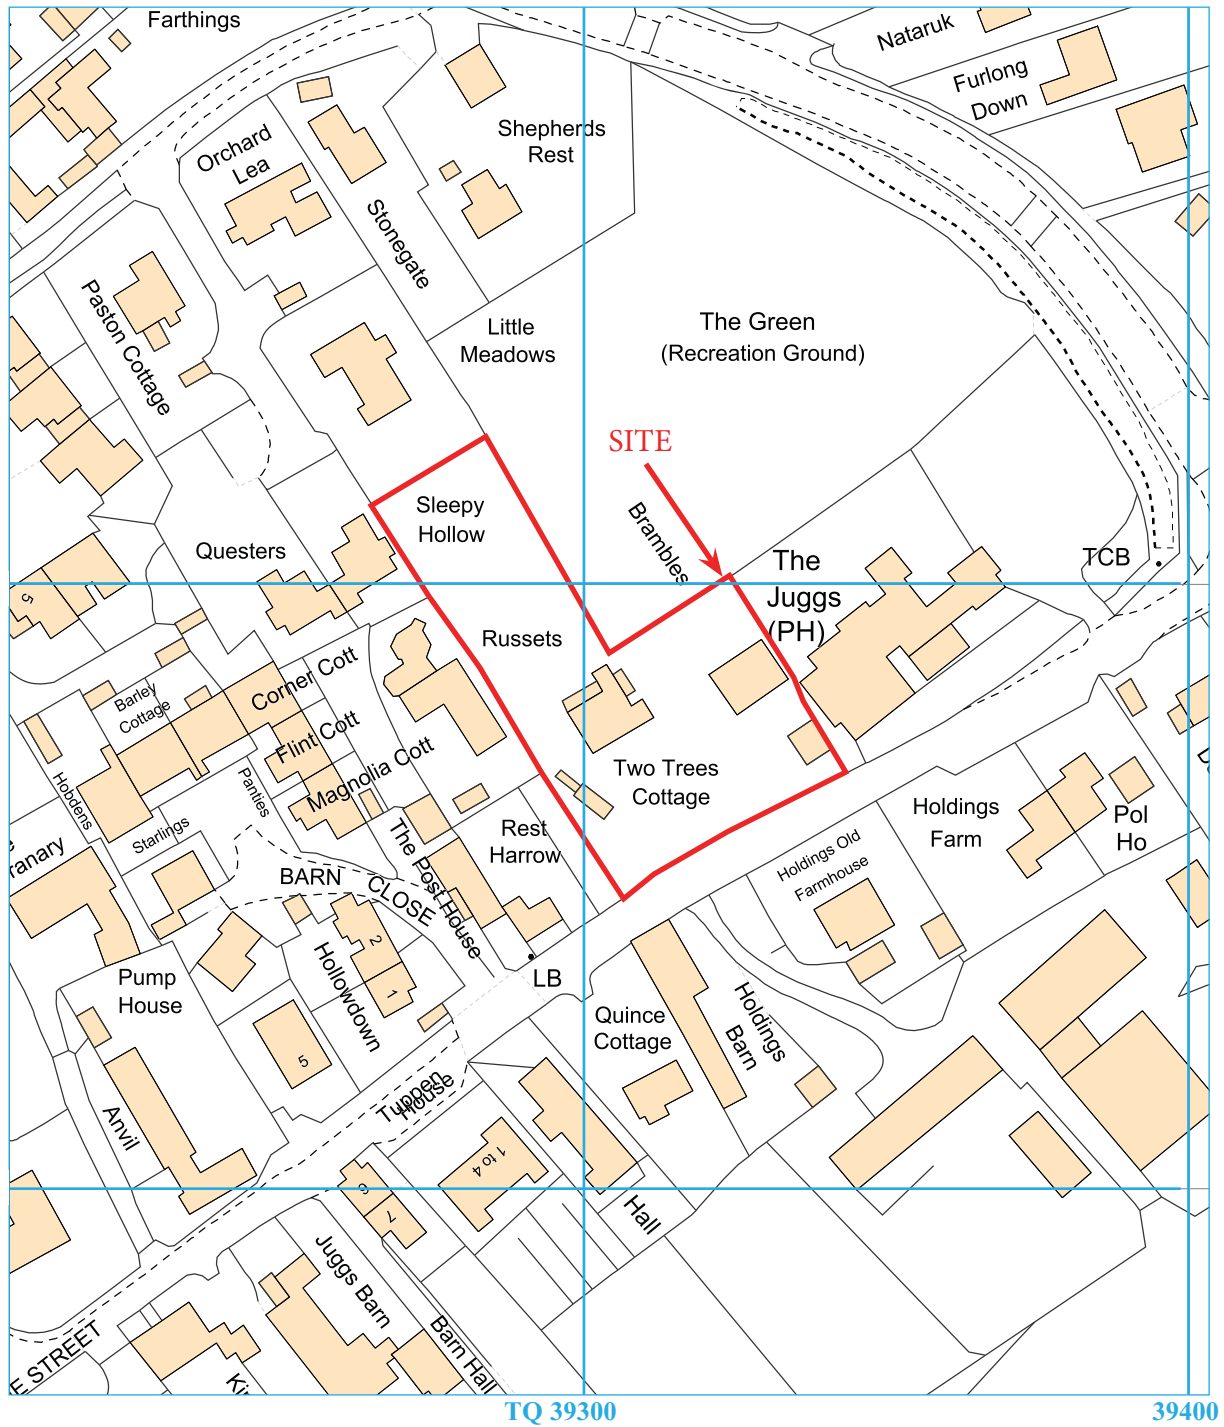 Farthings
Nataruk
Furlong
Down
Orchard
Lea
Shepherds
Rest
Stonegate
Paston Cottage
Little
Meadows
The Green
(Recreation Ground)
SITE
Sleepy
Hollow
Brambles
Questers
The
Juggs
(PH)
TCB
5
Russets
Corner Cott
Barley
Cottage
Flint Cott
Magnolia Cott
Two Trees
Cottage
Hobdens
Panties
Starlings
Rest
Harrow
Holdings
Farm
Pol
Ho
ranary
BARN
CLOSE
The Post House
Holdings Old
Farmhouse
2
1
Hollowdown
Pump
House
LB
Quince
Cottage
Holdings
Barn
5
Tuppen
House
Anvil
1 to 4
7
Hall
Juggs Barn
Barn Hall
E STREET
TQ 39300
39400